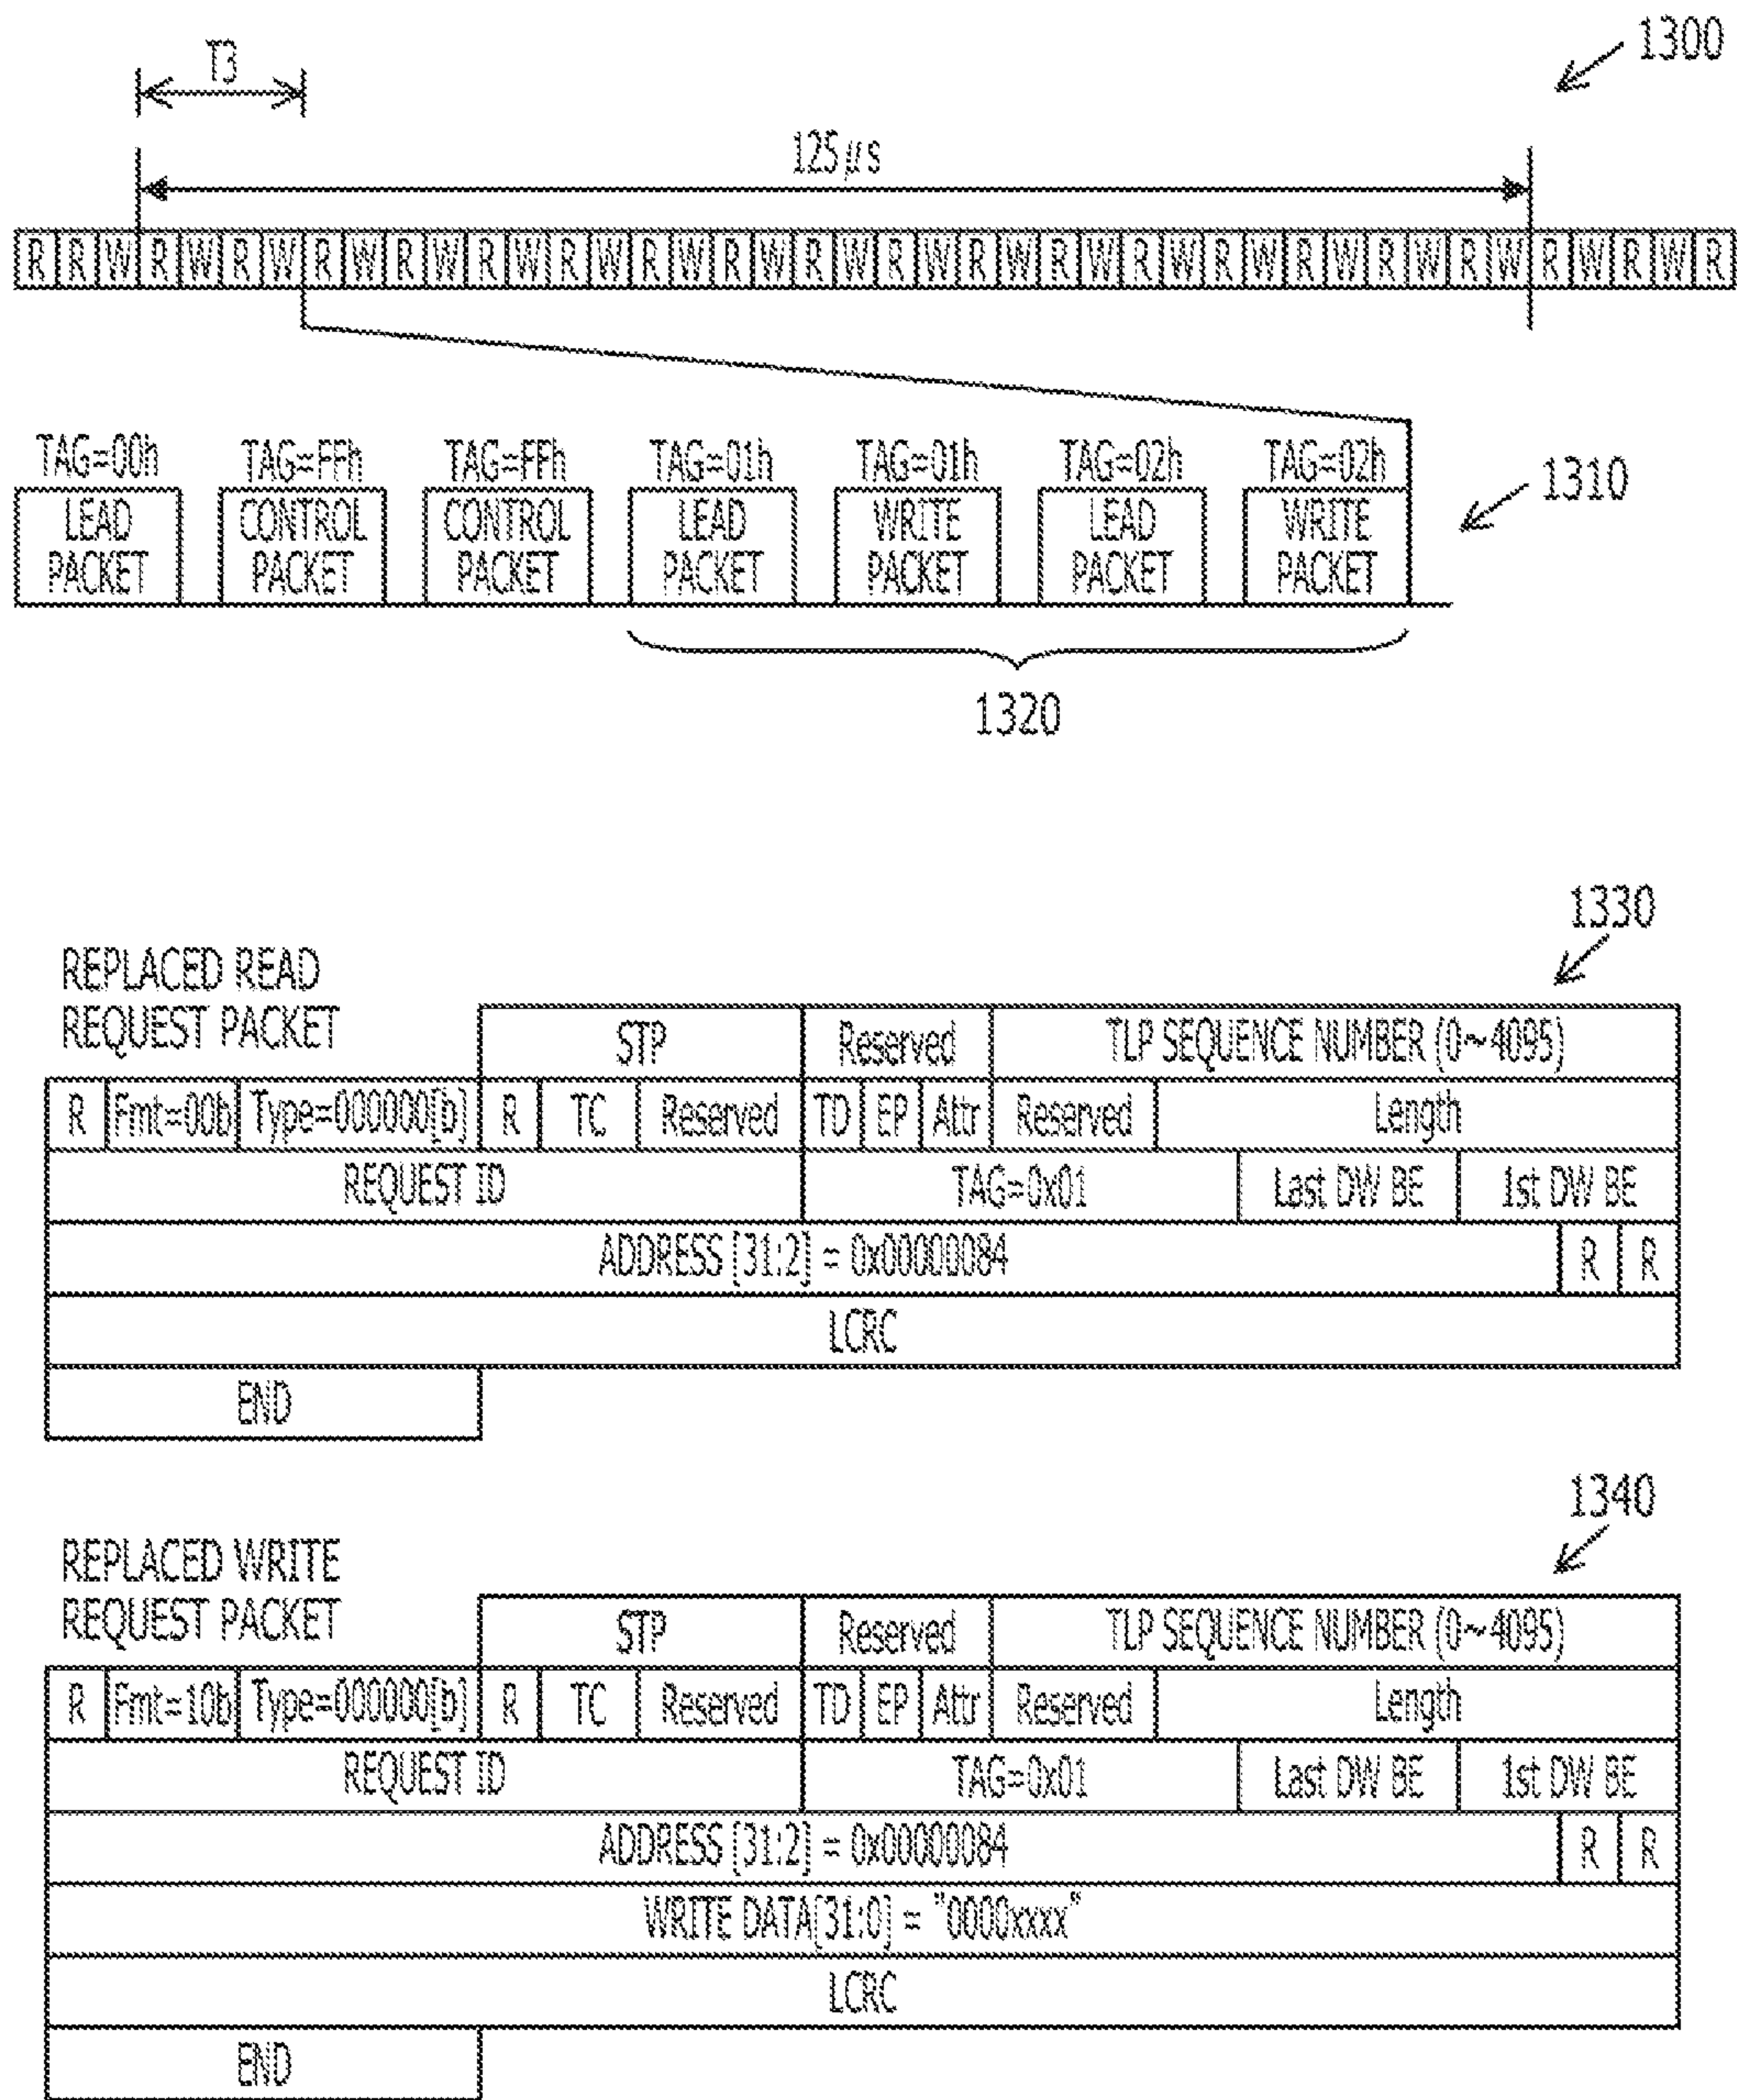 1300
T3
125μs
R R W R W R W R W R W R W R W R W R W R W R W R W R W R W R W R W R W R W R W R W R
TAG=00h TAG=FFh TAG=FFh TAG=01h TAG=01h TAG=02h TAG=02h
LEAD CONTROL CONTROL LEAD WRITE LEAD WRITE
PACKET PACKET PACKET PACKET PACKET PACKET PACKET
1310
1320
1330
REPLACED READ
REQUEST PACKET
STP Reserved TLP SEQUENCE NUMBER (0~4095)
R Fmt=00b Type=000000[b] R TC Reserved TD EP Attr Reserved Length
REQUEST ID TAG=0x01 Last DW BE 1st DW BE
ADDRESS [31:2] = 0x00000084 R R
LCRC
END
1340
REPLACED WRITE
REQUEST PACKET
STP Reserved TLP SEQUENCE NUMBER (0~4095)
R Fmt=10b Type=000000[b] R TC Reserved TD EP Attr Reserved Length
REQUEST ID TAG=0x01 Last DW BE 1st DW BE
ADDRESS [31:2] = 0x00000084 R R
WRITE DATA[31:0] = "0000xxxx"
LCRC
END